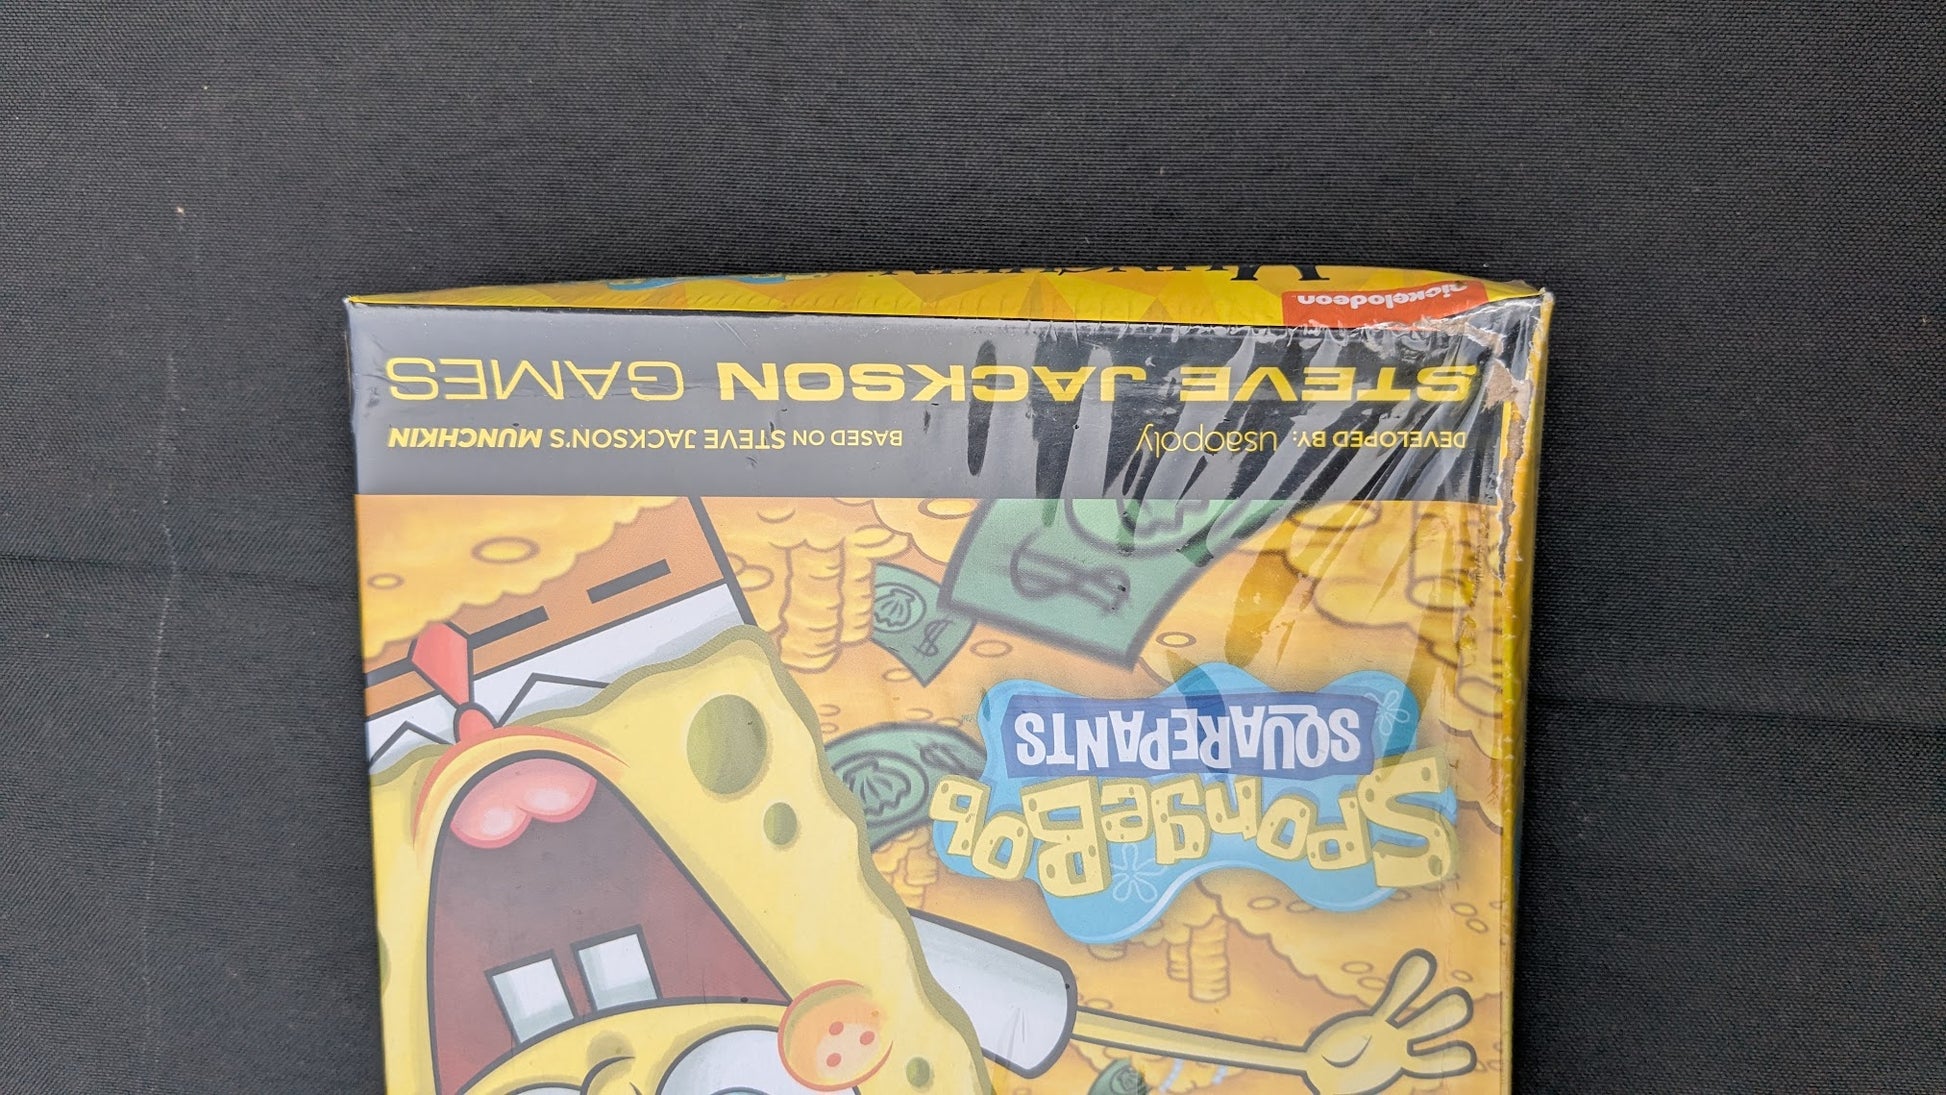 SpongeBob
SQUAREPANTS
DEVELOPED BY: usaopoly BASED ON STEVE JACKSON'S MUNCHKIN
STEVE JACKSON GAMES
nickelodeon